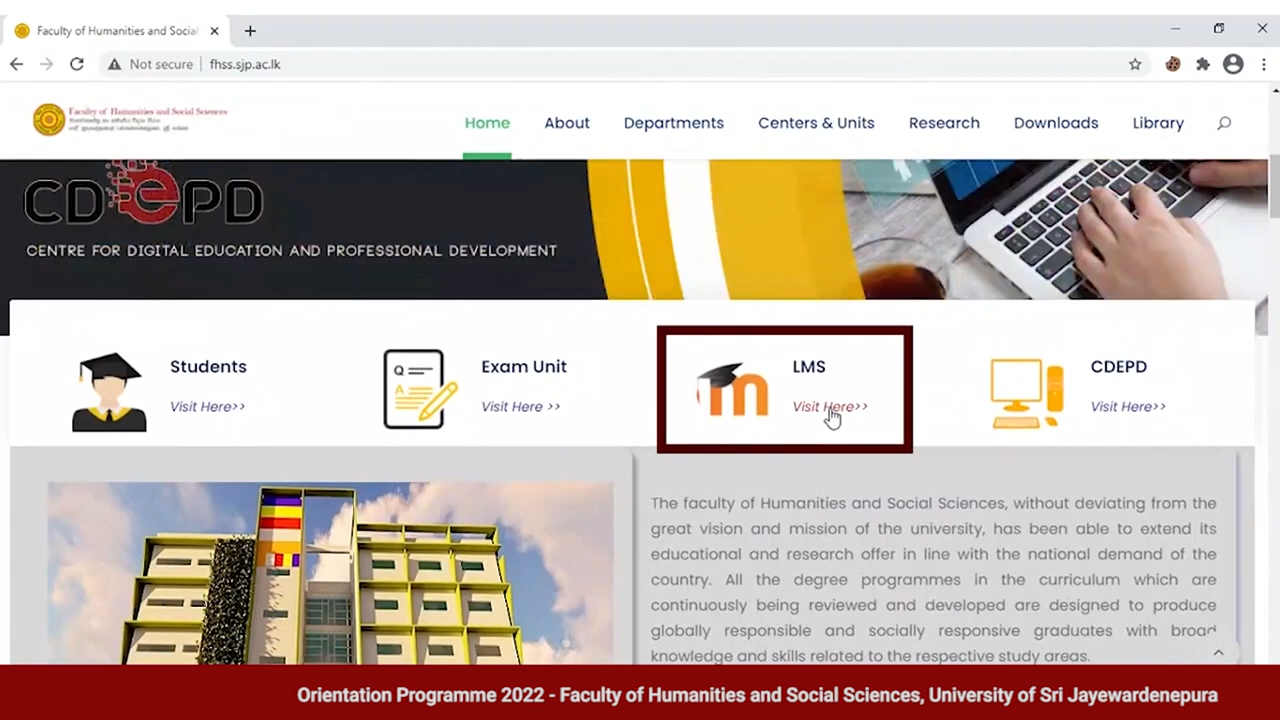 Faculty of Humanities and Social
Not secure
fhss.sjp.ac.lk
Faculty of Humanities and Social Sciences
Home
About
Departments
Centers & Units
Research
Downloads
Library
CDePD
CENTRE FOR DIGITAL EDUCATION AND PROFESSIONAL DEVELOPMENT
Students
Visit Here>>
Q
A
Exam Unit
Visit Here >>
m
LMS
Visit Here>>
CDEPD
Visit Here>>
The faculty of Humanities and Social Sciences, without deviating from the
great vision and mission of the university, has been able to extend its
educational and research offer in line with the national demand of the
country. All the degree programmes in the curriculum which are
continuously being reviewed and developed are designed to produce
globally responsible and socially responsive graduates with broad
knowledge and skills related to the respective study areas.
Orientation Programme 2022 - Faculty of Humanities and Social Sciences, University of Sri Jayewardenepura